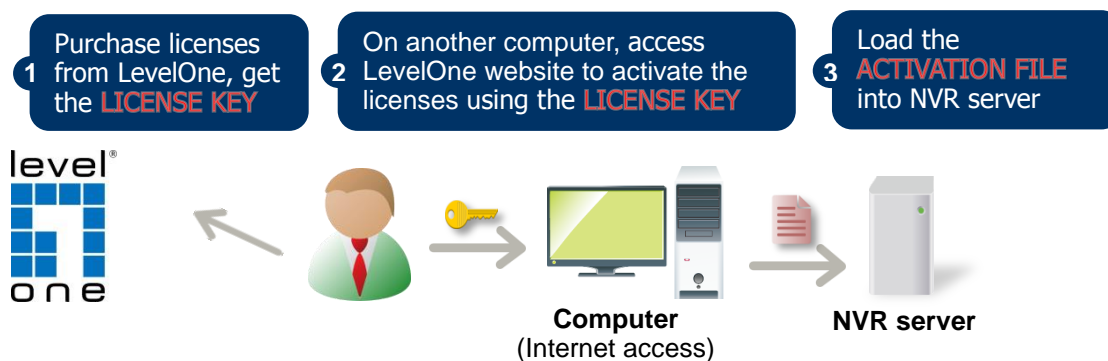 1
Purchase licenses
from LevelOne, get
the LICENSE KEY
2
On another computer, access
LevelOne website to activate the
licenses using the LICENSE KEY
3
Load the
ACTIVATION FILE
into NVR server
level®
one
Computer
(Internet access)
NVR server